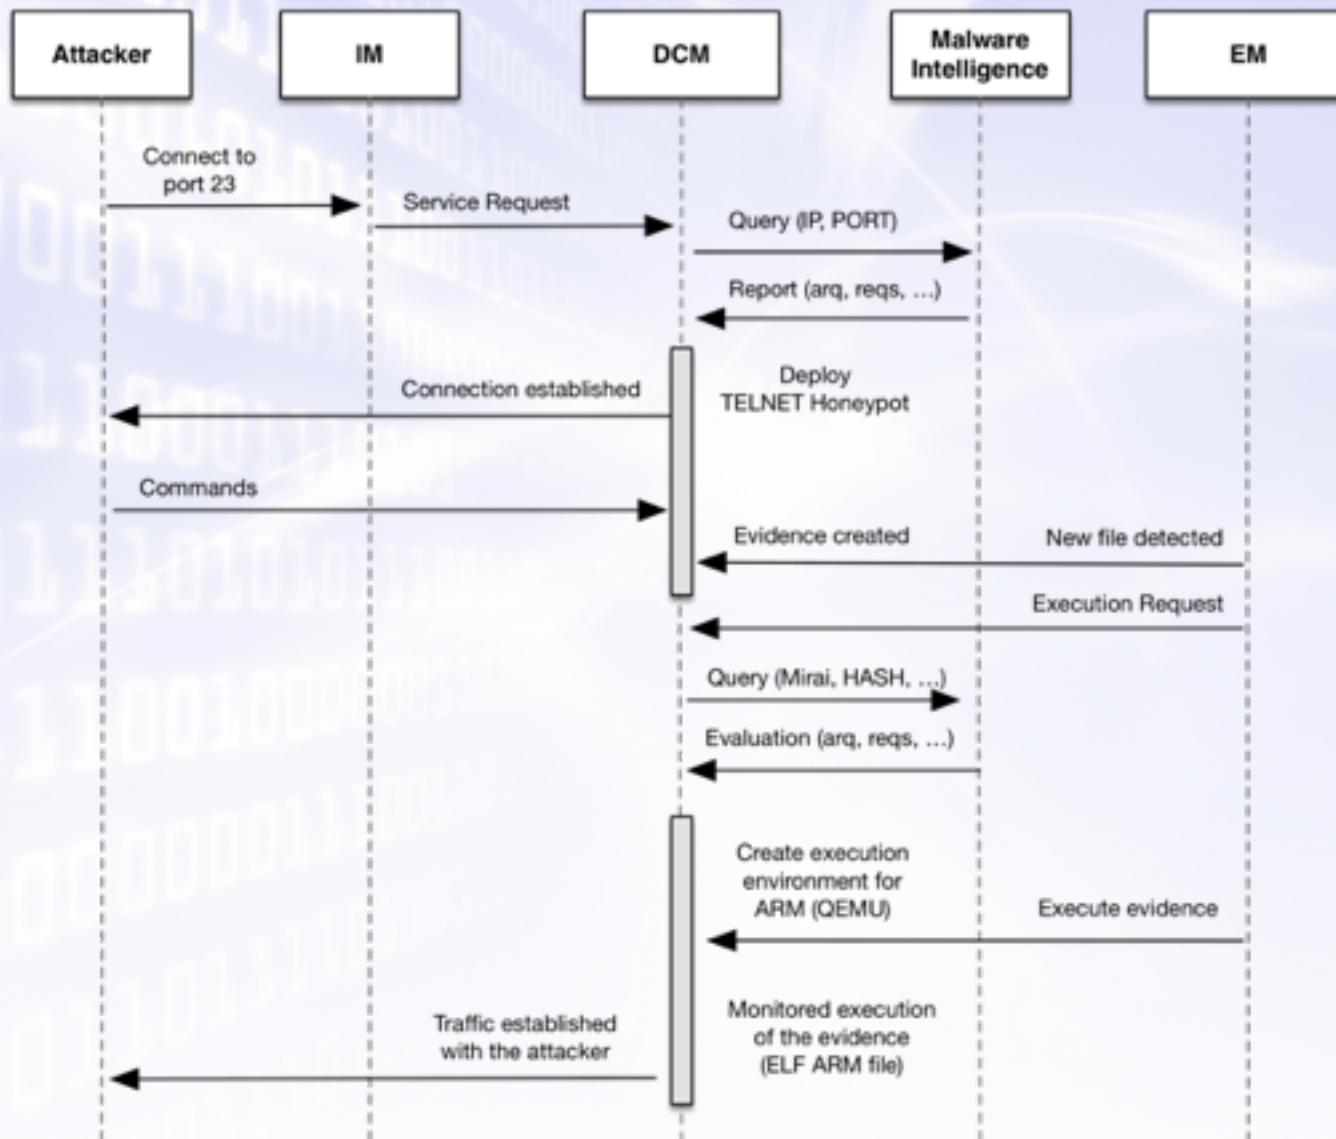 Attacker
IM
DCM
Malware
Intelligence
EM
Connect to
port 23
Service Request
Query (IP, PORT)
Report (arq, reqs, ...)
Deploy
TELNET Honeypot
Connection established
Commands
Evidence created
New file detected
Execution Request
Query (Mirai, HASH, ...)
Evaluation (arq, reqs, ...)
Create execution
environment for
ARM (QEMU)
Execute evidence
Monitored execution
of the evidence
(ELF ARM file)
Traffic established
with the attacker